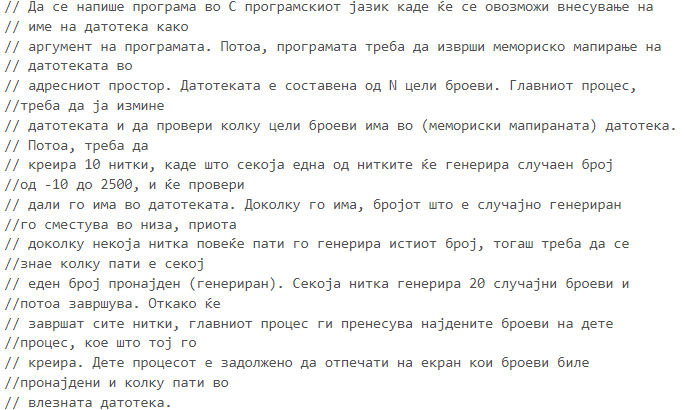 // Да се напише програма во C програмскиот јазик каде ќе се овозможи внесување на
// име на датотека како
// аргумент на програмата. Потоа, програмата треба да изврши мемориско мапирање на
// датотеката во
// адресниот простор. Датотеката е составена од N цели броеви. Главниот процес,
//треба да ја измине
// датотеката и да провери колку цели броеви има во (мемориски мапираната) датотека.
// Потоа, треба да
// креира 10 нитки, каде што секоја една од нитките ќе генерира случаен број
//од -10 до 2500, и ќе провери
// дали го има во датотеката. Доколку го има, бројот што е случајно генериран
//го сместува во низа, приота
// доколку некоја нитка повеќе пати го генерира истиот број, тогаш треба да се
//знае колку пати е секој
// еден број пронајден (генериран). Секоја нитка генерира 20 случајни броеви и
//потоа завршува. Откако ќе
// завршат сите нитки, главниот процес ги пренесува најдените броеви на дете
//процес, кое што тој го
// креира. Дете процесот е задолжено да отпечати на екран кои броеви биле
//пронајдени и колку пати во
// влезната датотека.